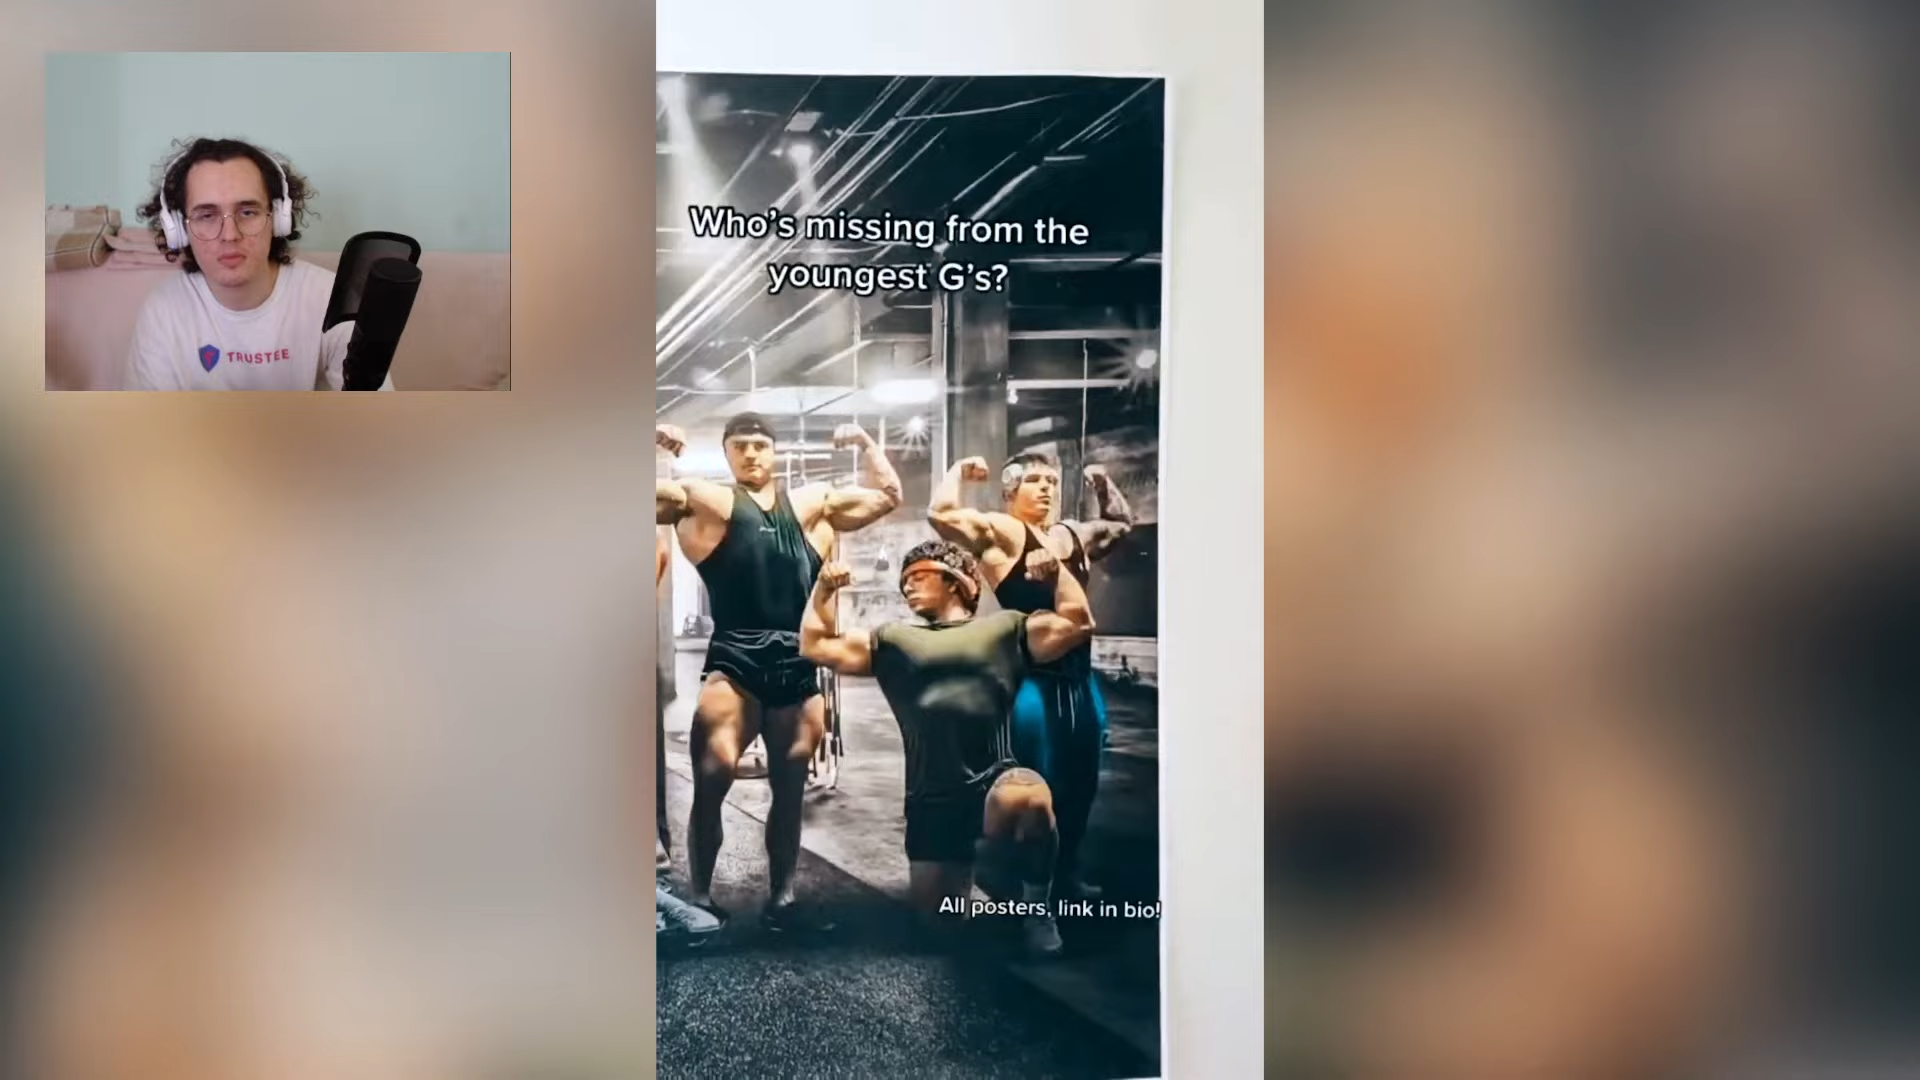 TRUSTEE
Who's missing from the
youngest G's?
All posters, link in bio!